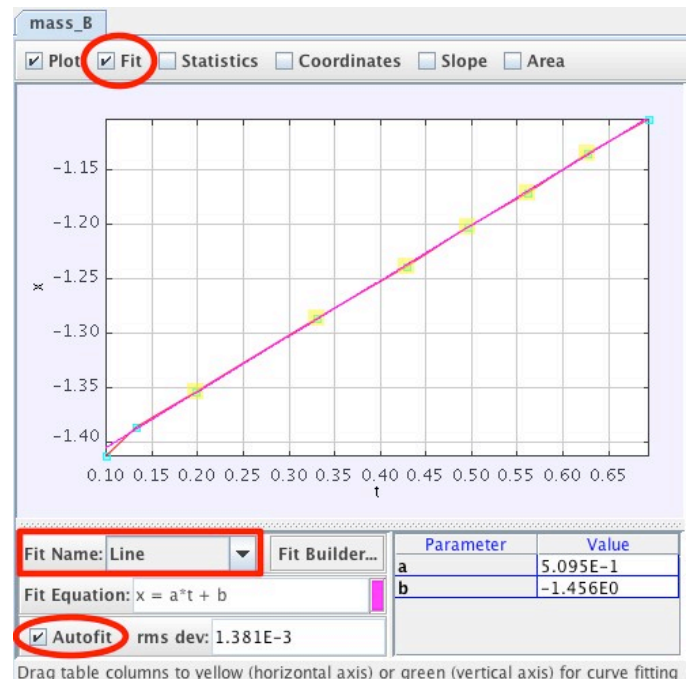 mass_B
Plot Fit Statistics Coordinates Slope Area
-1.15
-1.20
-1.25
x
-1.30
-1.35
-1.40
0.10 0.15 0.20 0.25 0.30 0.35 0.40 0.45 0.50 0.55 0.60 0.65
t
Fit Name: Line Fit Builder...
Fit Equation: x = a*t + b
Autofit rms dev: 1.381E-3
Parameter Value
a 5.095E-1
b -1.456E0
Drag table columns to yellow (horizontal axis) or green (vertical axis) for curve fitting